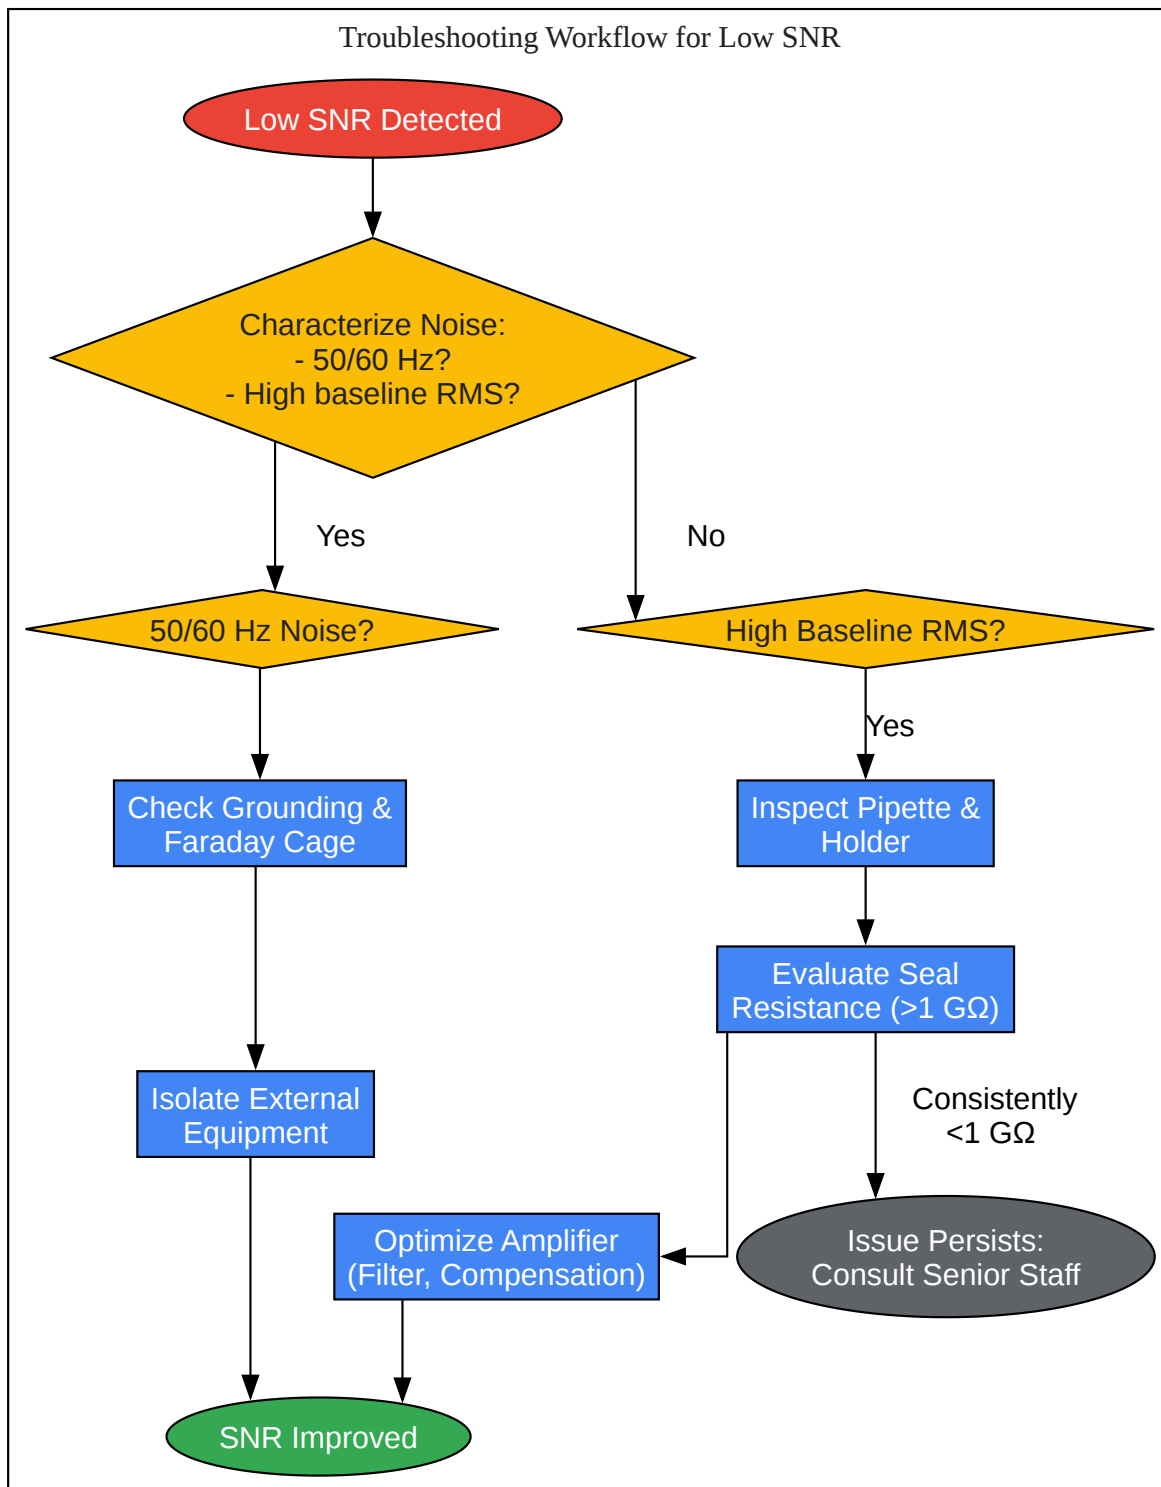 Troubleshooting Workflow for Low SNR
Low SNR Detected
Characterize Noise:
- 50/60 Hz?
- High baseline RMS?
Yes
No
50/60 Hz Noise?
High Baseline RMS?
Yes
Check Grounding &
Faraday Cage
Inspect Pipette &
Holder
Evaluate Seal
Resistance (>1 GΩ)
Isolate External
Equipment
Consistently
<1 GΩ
Optimize Amplifier
(Filter, Compensation)
Issue Persists:
Consult Senior Staff
SNR Improved